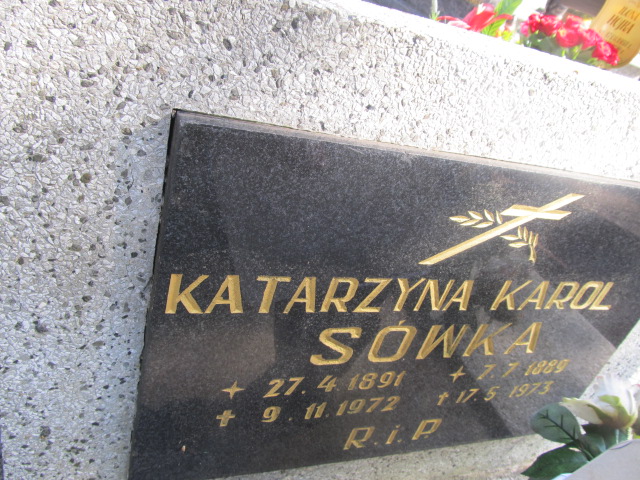 KATARZYNA KAROL
SÓWKA
27.4.1891 7.7.1889
9.11.1972 17.5.1973
R.i.P